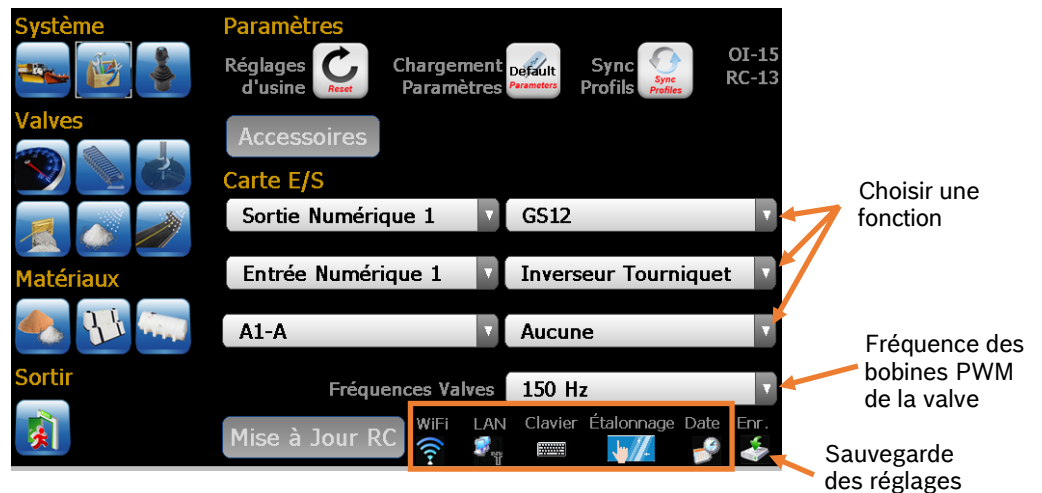 Système
Paramètres
Réglages d'usine
Reset
Chargement Paramètres
Default
Parameters
Sync Profils
Sync
Profiles
OI-15
RC-13
Valves
Accessoires
Carte E/S
Sortie Numérique 1
GS12
Choisir une
fonction
Entrée Numérique 1
Inverseur Tourniquet
Matériaux
A1-A
Aucune
Sortir
Fréquences Valves
150 Hz
Fréquence des
bobines PWM
de la valve
Mise à Jour RC
WiFi
LAN
Clavier
Étalonnage
Date
Enr.
Sauvegarde
des réglages